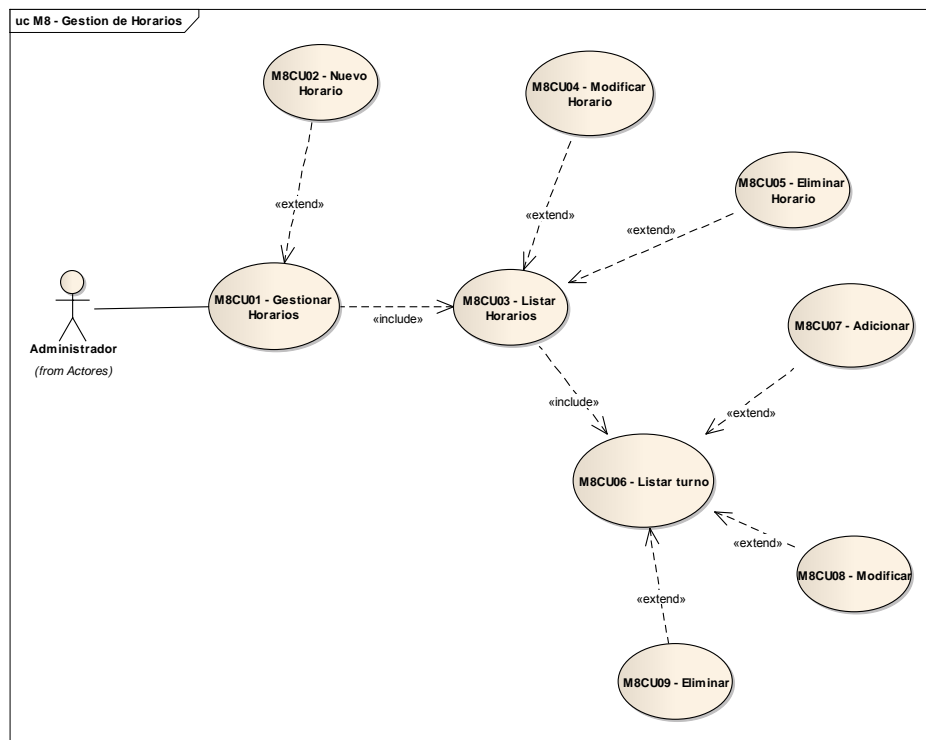 uc M8 - Gestion de Horarios
M8CU02 - Nuevo
Horario
M8CU04 - Modificar
Horario
M8CU05 - Eliminar
Horario
«extend»
«extend»
«extend»
M8CU01 - Gestionar
Horarios
«include»
M8CU03 - Listar
Horarios
M8CU07 - Adicionar
Administrador
(from Actores)
«include»
«extend»
M8CU06 - Listar turno
«extend»
M8CU08 - Modificar
«extend»
M8CU09 - Eliminar